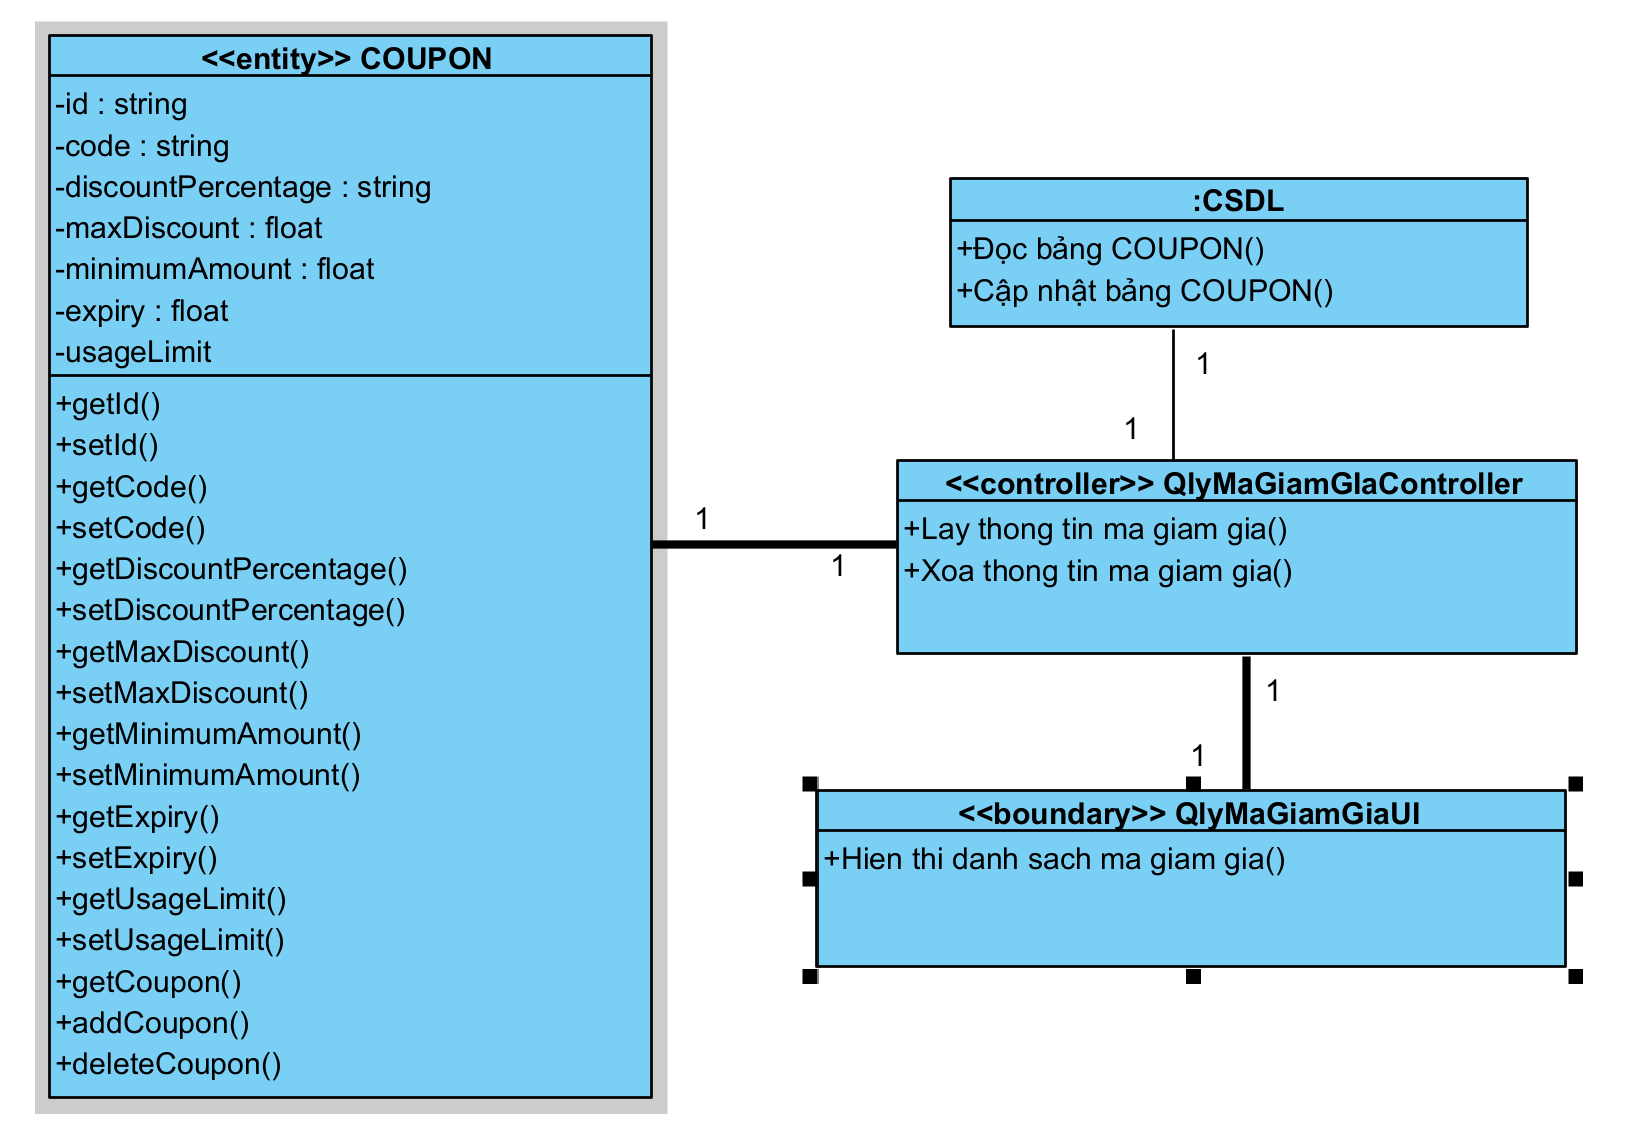 <<entity>> COUPON
-id : string
-code : string
-discountPercentage : string
-maxDiscount : float
-minimumAmount : float
-expiry : float
-usageLimit
+getId()
+setId()
+getCode()
+setCode()
+getDiscountPercentage()
+setDiscountPercentage()
+getMaxDiscount()
+setMaxDiscount()
+getMinimumAmount()
+setMinimumAmount()
+getExpiry()
+setExpiry()
+getUsageLimit()
+setUsageLimit()
+getCoupon()
+addCoupon()
+deleteCoupon()
1
1
:CSDL
+Đọc bảng COUPON()
+Cập nhật bảng COUPON()
1
1
<<controller>> QlyMaGiamGIaController
+Lay thong tin ma giam gia()
+Xoa thong tin ma giam gia()
1
1
<<boundary>> QlyMaGiamGiaUI
+Hien thi danh sach ma giam gia()